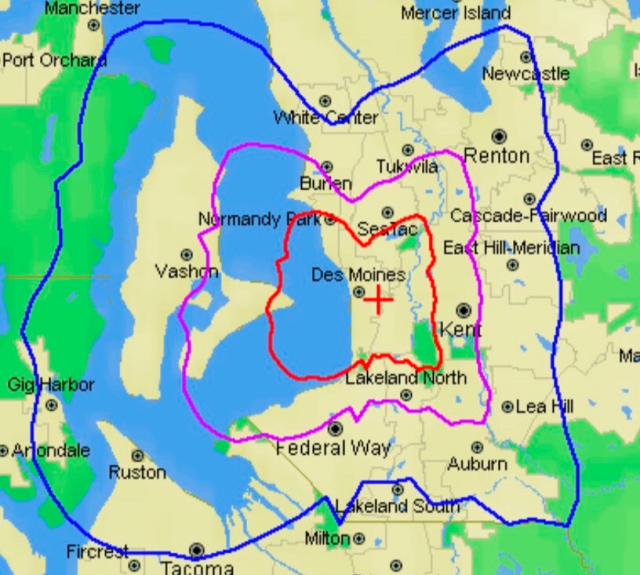 Manchester
Mercer Island
Port Orchard
Newcastle
White Center
Renton
Tukwila
East R
Burien
Normandy Park
SeaTac
Cascade-Fairwood
East Hill-Meridian
Vashon
Des Moines
Kent
Ma
Lakeland North
Gig Harbor
Lea Hill
Federal Way
Artondale
Ruston
Auburn
Lakeland South
Milton
Fircrest
Tacoma